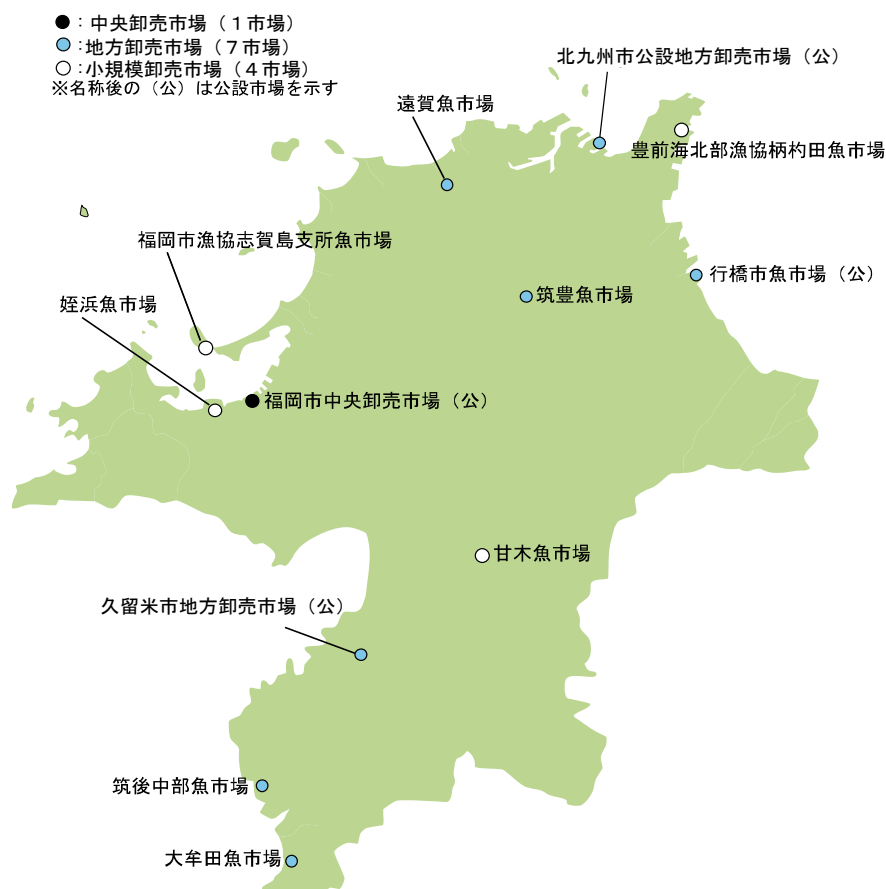 ●：中央卸売市場（１市場）
●：地方卸売市場（７市場）
○：小規模卸売市場（４市場）
※名称後の（公）は公設市場を示す
北九州市公設地方卸売市場（公）
遠賀魚市場
豊前海北部漁協柄杓田魚市場
福岡市漁協志賀島支所魚市場
行橋市魚市場（公）
筑豊魚市場
姪浜魚市場
福岡市中央卸売市場（公）
甘木魚市場
久留米市地方卸売市場（公）
筑後中部魚市場
大牟田魚市場